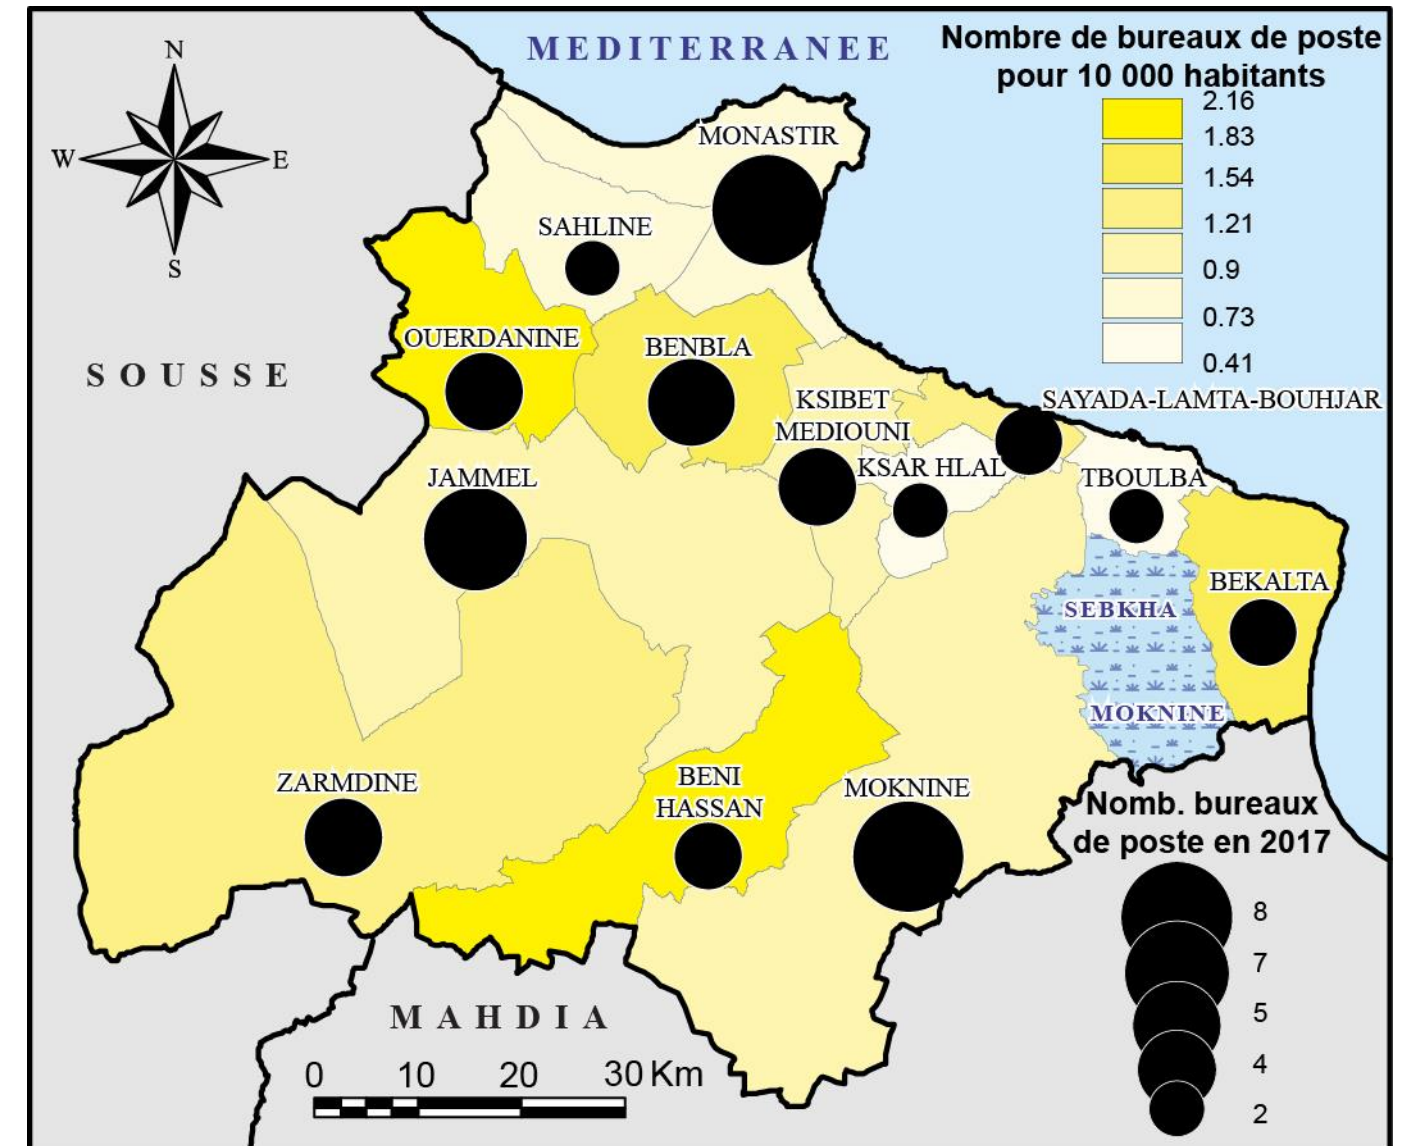 MEDITERRANEE
Nombre de bureaux de poste
pour 10 000 habitants
2.16
1.83
1.54
1.21
0.9
0.73
0.41
N
W
E
S
MONASTIR
SAHLINE
OUERDANINE
BENBLA
SOUSSE
KSIBET
MEDIOUNI
SAYADA-LAMTA-BOUHJAR
KSAR HLAL
TBOULBA
JAMMEL
BEKALTA
SEBKHA
MOKNINE
ZARMDINE
BENI
HASSAN
MOKNINE
Nomb. bureaux
de poste en 2017
8
7
5
4
2
MAHDIA
0 10 20 30 Km